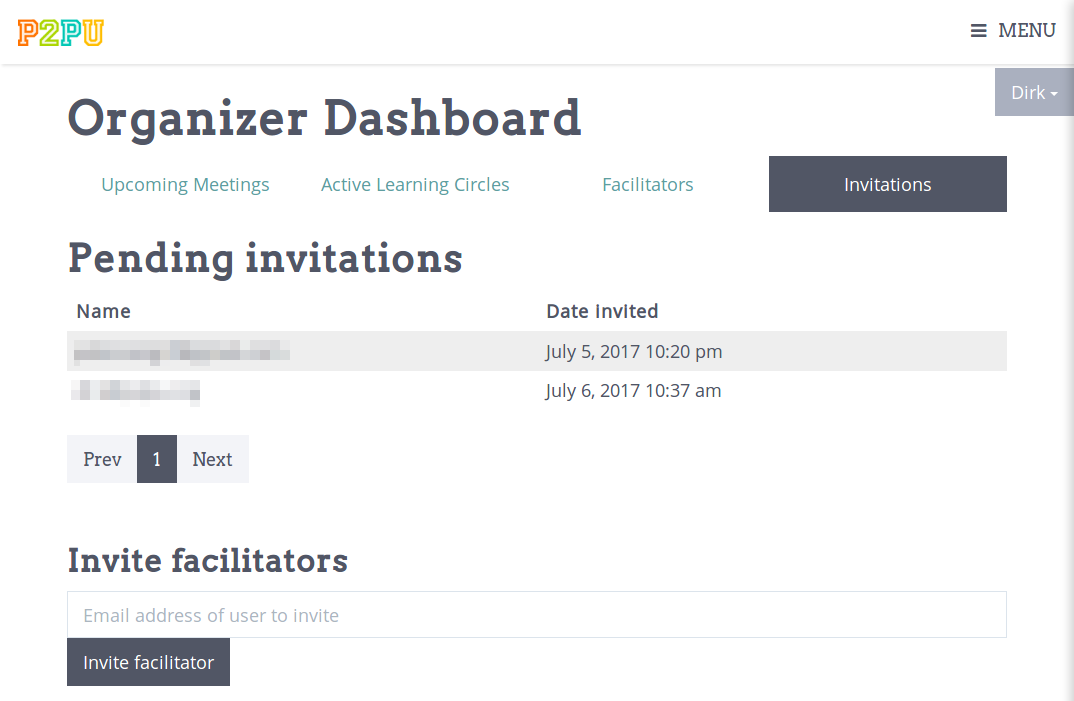 P2PU
MENU
Dirk
Organizer Dashboard
Upcoming Meetings Active Learning Circles Facilitators Invitations
Pending invitations
Name Date Invited
July 5, 2017 10:20 pm
July 6, 2017 10:37 am
Prev 1 Next
Invite facilitators
Email address of user to invite
Invite facilitator